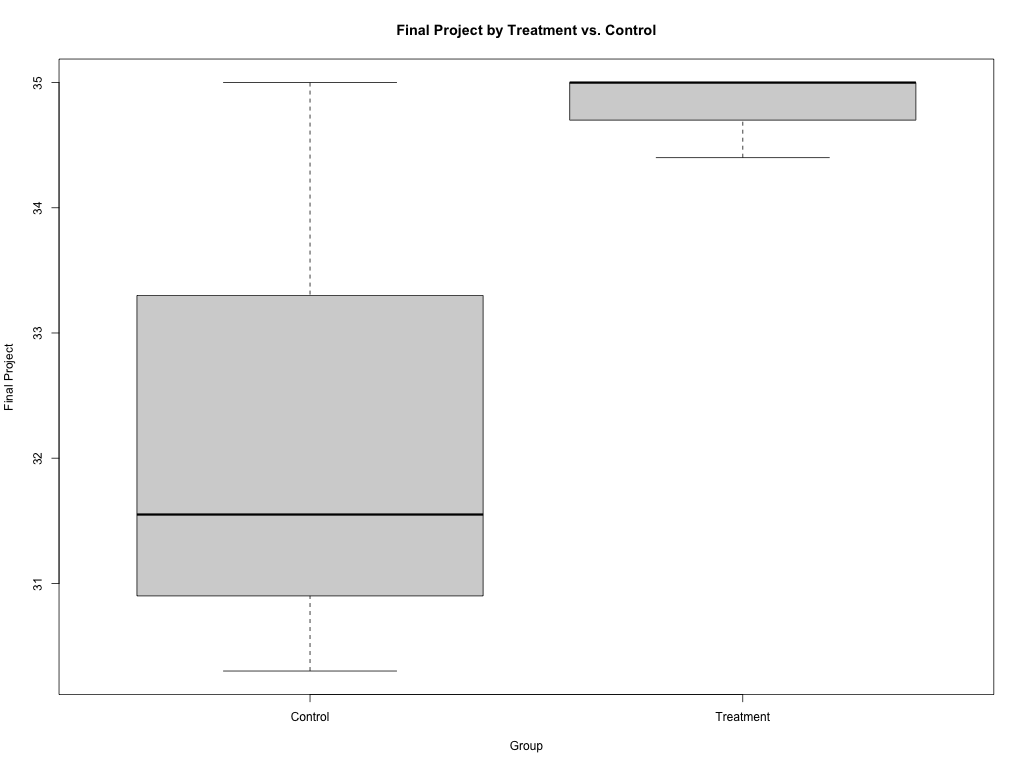 Final Project by Treatment vs. Control
Final Project
35
34
33
32
31
Control
Treatment
Group